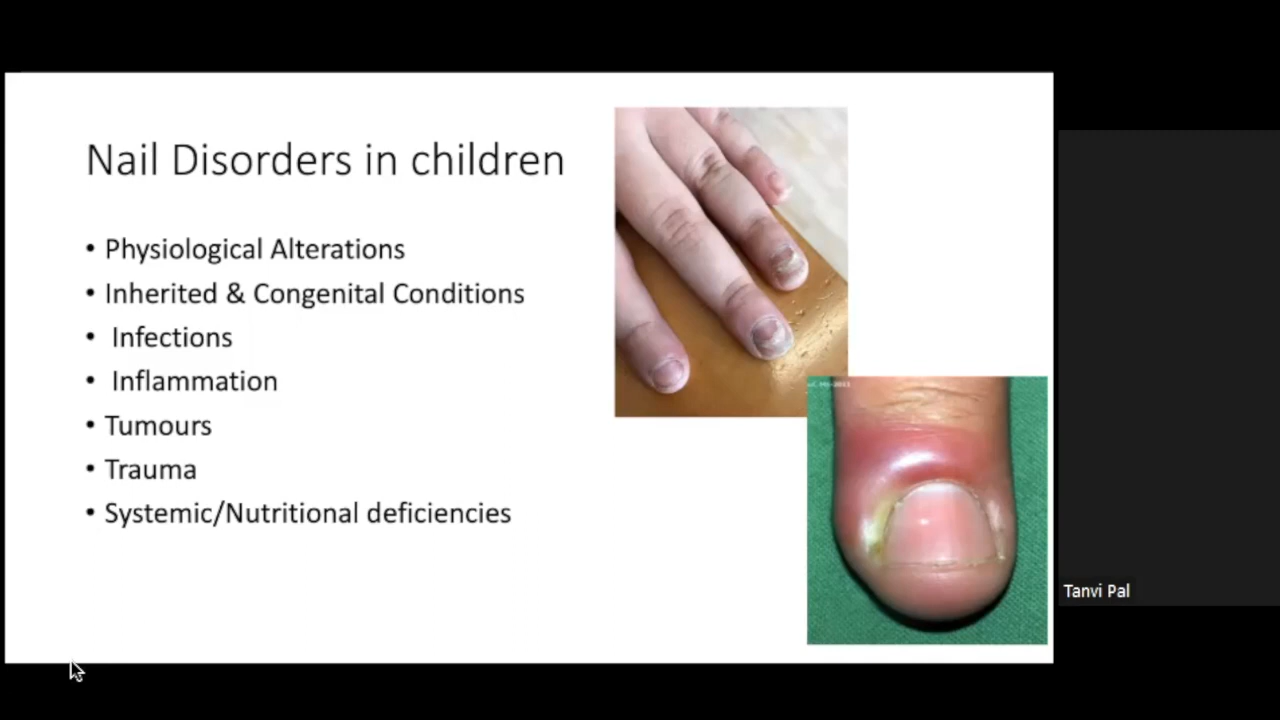 Nail Disorders in children
• Physiological Alterations
• Inherited & Congenital Conditions
• Infections
• Inflammation
• Tumours
• Trauma
• Systemic/Nutritional deficiencies
Tanvi Pal